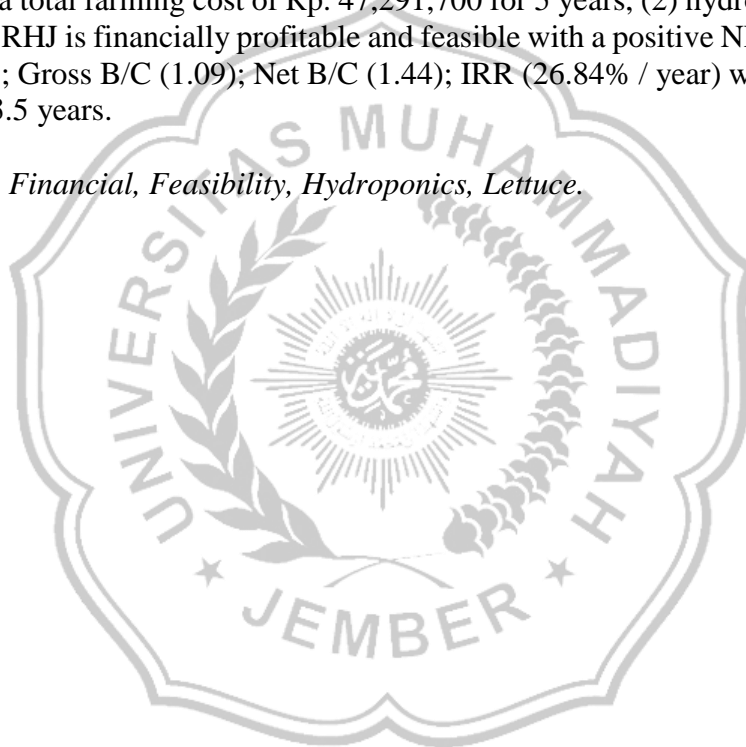 a total farming cost of Rp. 47,291,700 for 5 years, (2) hydro
RHJ is financially profitable and feasible with a positive
; Gross B/C (1.09); Net B/C (1.44); IRR (26.84% / year)
.5 years.
Financial, Feasibility, Hydroponics, Lettuce.
UNIVERSITAS MUHAMMADIYAH
★ JEMBER ★